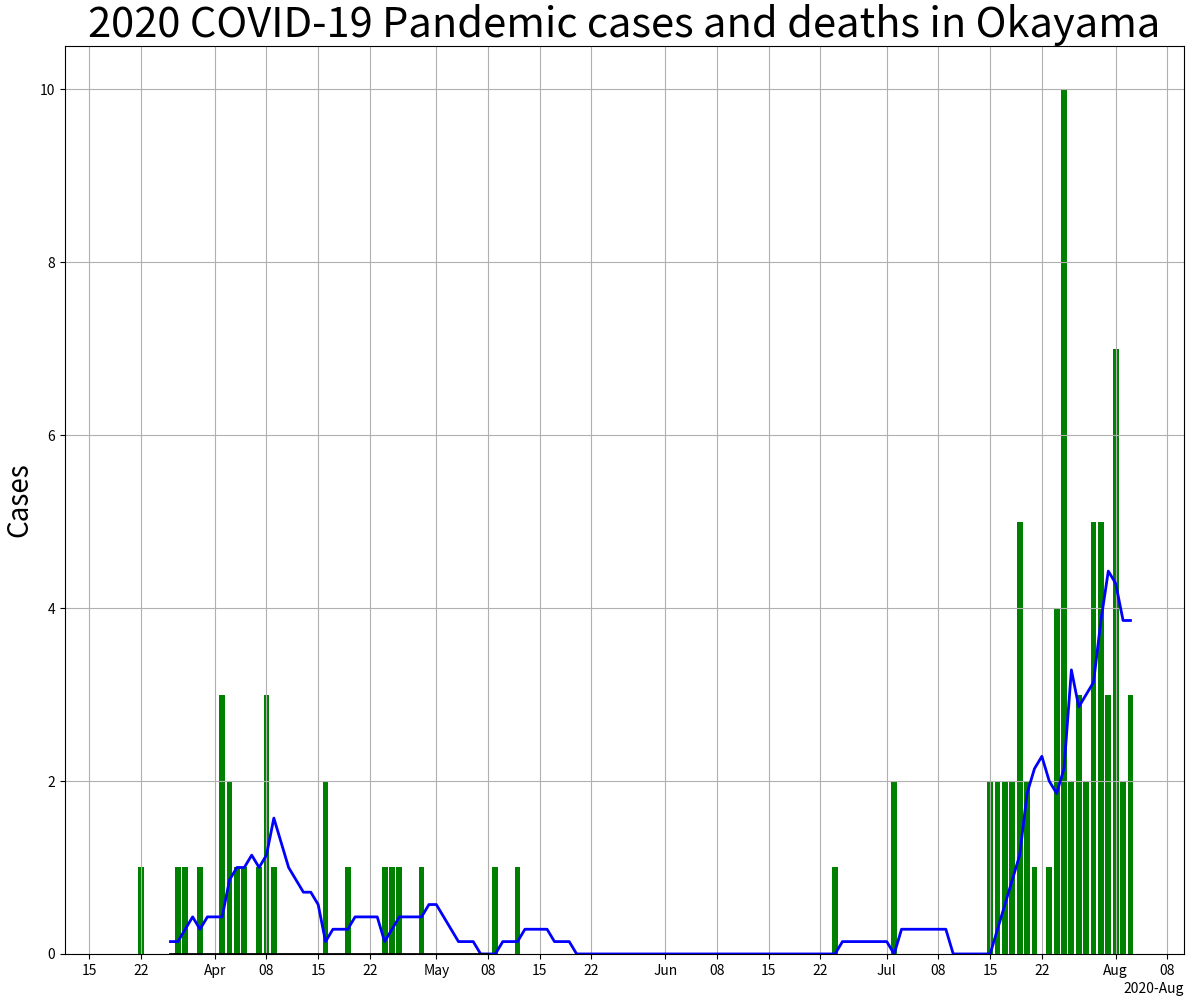 2020 COVID-19 Pandemic cases and deaths in Okayama
10
8
6
4
2
0
Cases
15 22 Apr 08 15 22 May 08 15 22 Jun 08 15 22 Jul 08 15 22 Aug 08
2020-Aug